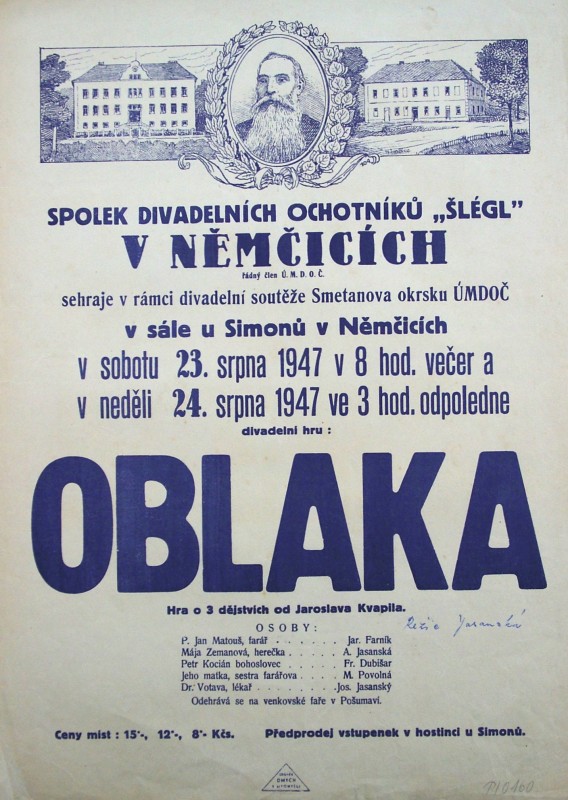 SPOLEK DIVADELNÍCH OCHOTNÍKŮ „ŠLÉGL”
V NĚMČICÍCH
řádný člen Ú. M. D. O. Č.
sehraje v rámci divadelní soutěže Smetanova okrsku ÚMDOČ
v sále u Simonů v Němčicích
v sobotu 23. srpna 1947 v 8 hod. večer a
v neděli 24. srpna 1947 ve 3 hod. odpoledne
divadelní hru :
OBLAKA
Hra o 3 dějstvích od Jaroslava Kvapila.
Režie Jasanská
OSOBY:
P. Jan Matouš, farář . . . . . . Jar. Farník
Mája Zemanová, herečka . . . . . A. Jasanská
Petr Kocián bohoslovec . . . . . Fr. Dubišar
Jeho matka, sestra farářova . . . . M. Povolná
Dr. Votava, lékař . . . . . . . . Jos. Jasanský
Odehrává se na venkovské faře v Pošumaví.
Ceny míst : 15'-, 12'-, 8'- Kčs. Předprodej vstupenek v hostinci u Simonů.